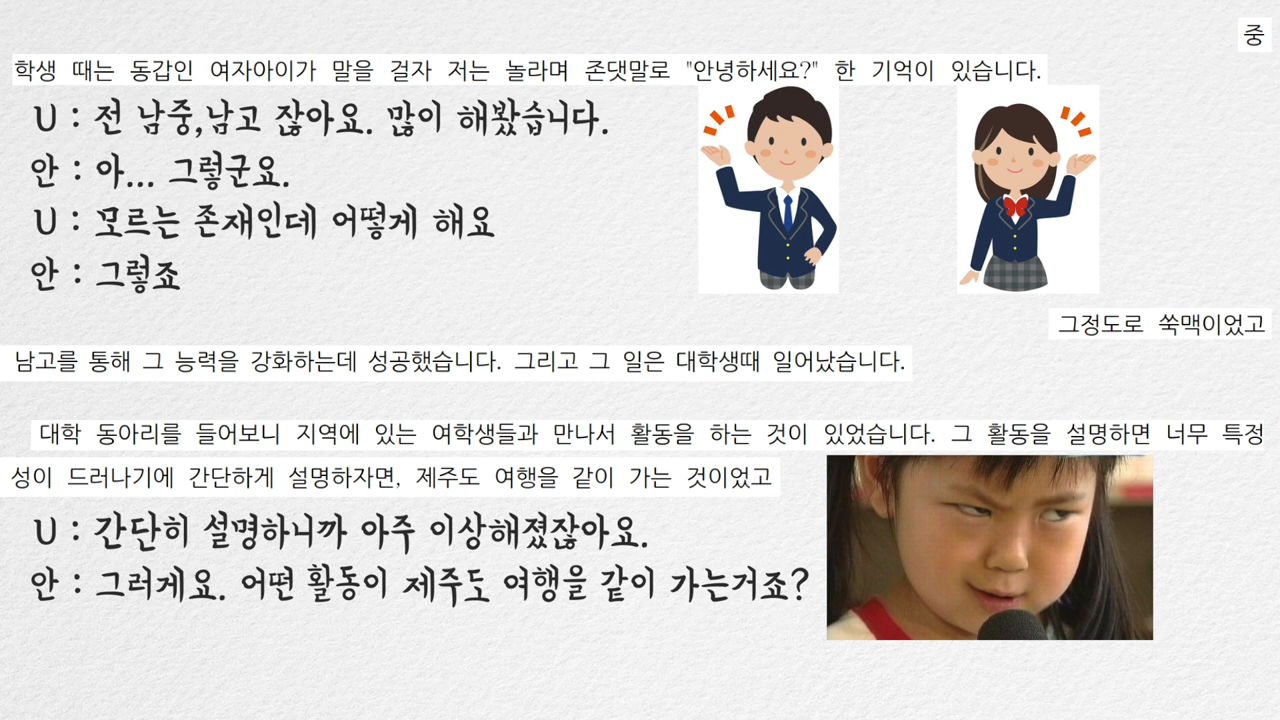 중
학생 때는 동갑인 여자아이가 말을 걸자 저는 놀라며 존댓말로 "안녕하세요?" 한 기억이 있습니다.
U : 전 남중,남고 잖아요. 많이 해봤습니다.
안 : 아... 그렇군요.
U : 모르는 존재인데 어떻게 해요
안 : 그렇죠
그정도로 쑥맥이었고
남고를 통해 그 능력을 강화하는데 성공했습니다. 그리고 그 일은 대학생때 일어났습니다.
대학 동아리를 들어보니 지역에 있는 여학생들과 만나서 활동을 하는 것이 있었습니다. 그 활동을 설명하면 너무 특정
성이 드러나기에 간단하게 설명하자면, 제주도 여행을 같이 가는 것이었고
U : 간단히 설명하니까 아주 이상해졌잖아요.
안 : 그러게요. 어떤 활동이 제주도 여행을 같이 가는거죠?